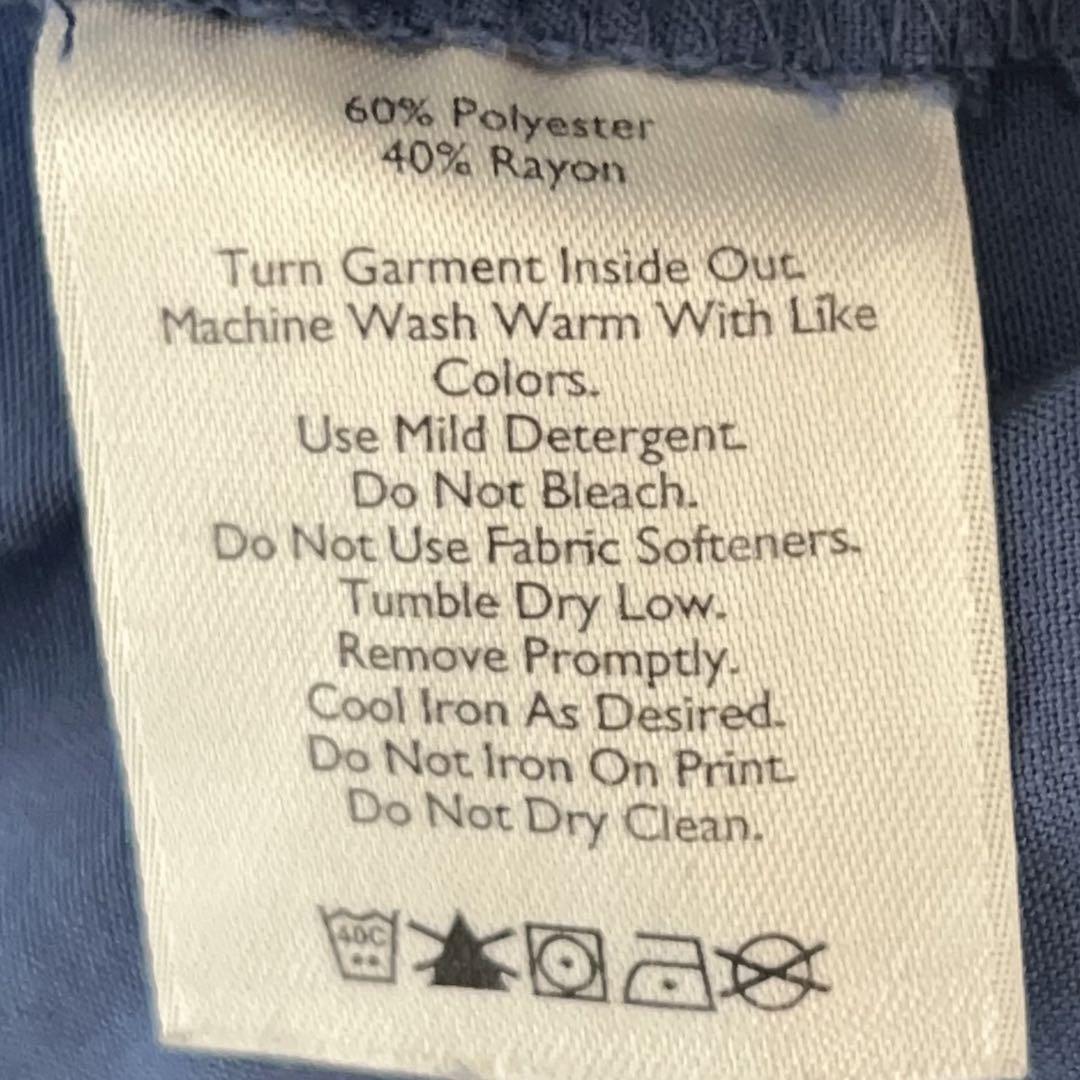 60% Polyester
40% Rayon
Turn Garment Inside Out.
Machine Wash Warm With Like
Colors.
Use Mild Detergent.
Do Not Bleach.
Do Not Use Fabric Softeners.
Tumble Dry Low.
Remove Promptly.
Cool Iron As Desired.
Do Not Iron On Print.
Do Not Dry Clean.
40C